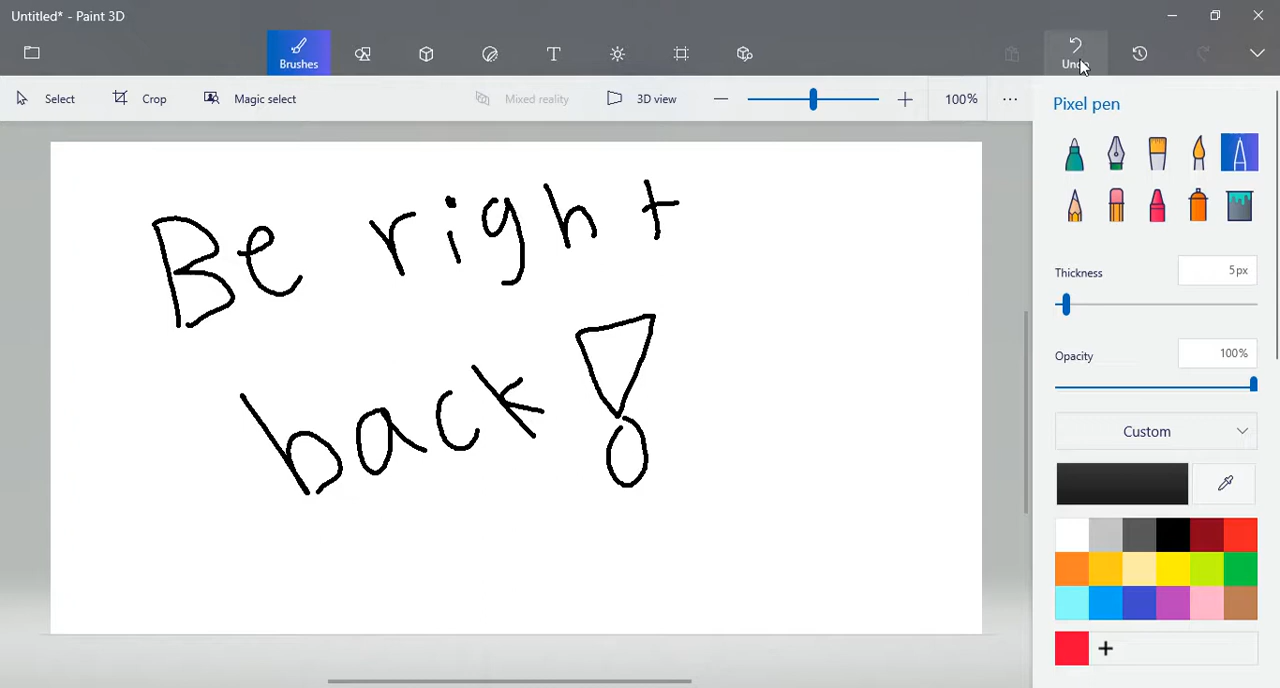 Untitled* - Paint 3D
Brushes
Undo
Select
Crop
Magic select
Mixed reality
3D view
100%
Pixel pen
Thickness
5px
Opacity
100%
Custom
Be right
back!